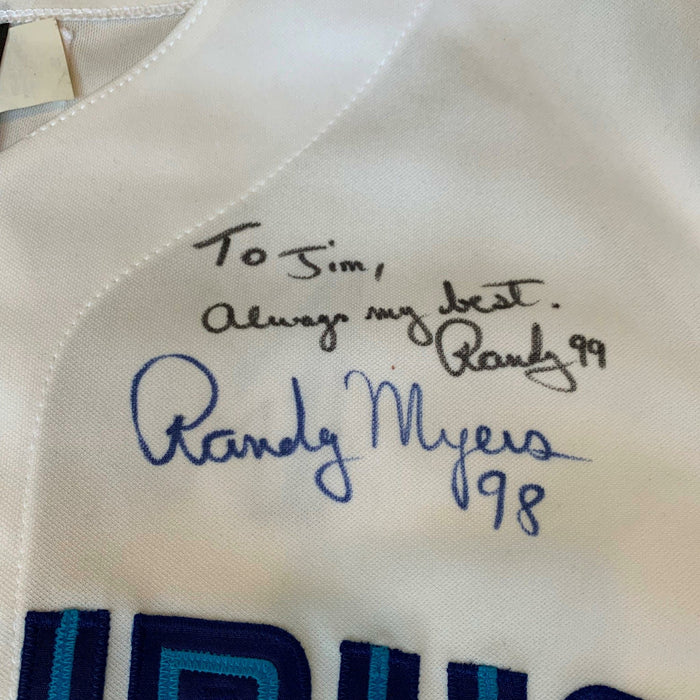 To Jim,
Always my best.
Randy 99
Randy Myers
98